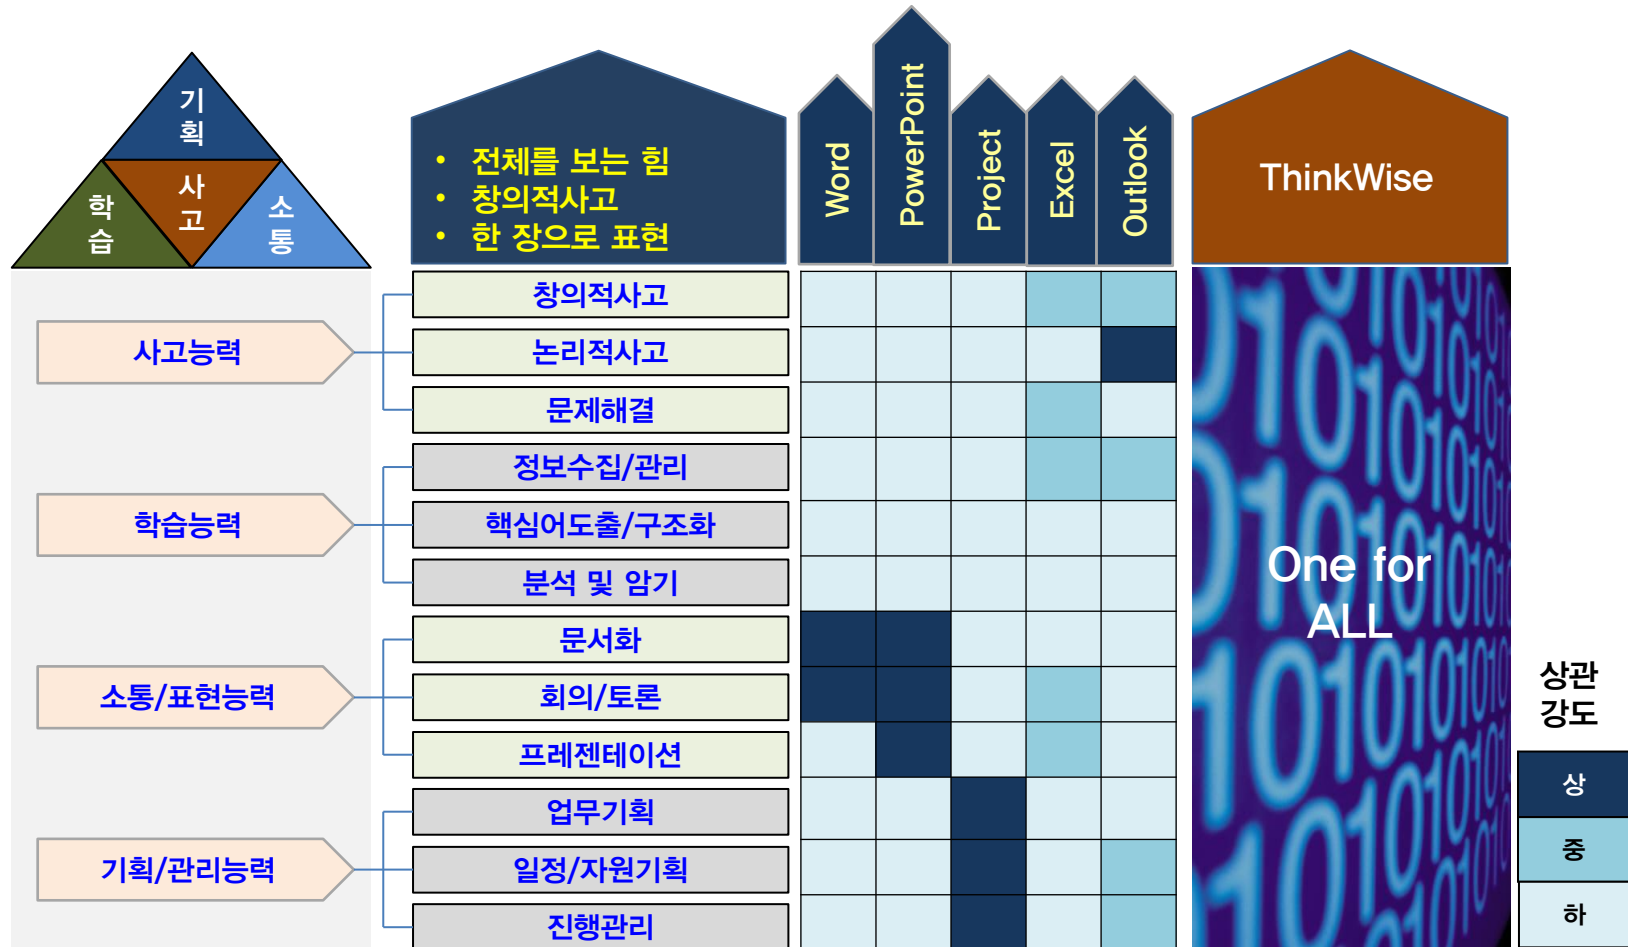 기
획
사
고
학
습
소
통
• 전체를 보는 힘
• 창의적사고
• 한 장으로 표현
Word
PowerPoint
Project
Excel
Outlook
ThinkWise
사고능력
창의적사고
논리적사고
문제해결
학습능력
정보수집/관리
핵심어도출/구조화
분석 및 암기
소통/표현능력
문서화
회의/토론
프레젠테이션
기획/관리능력
업무기획
일정/자원기획
진행관리
One for
ALL
상관
강도
상
중
하